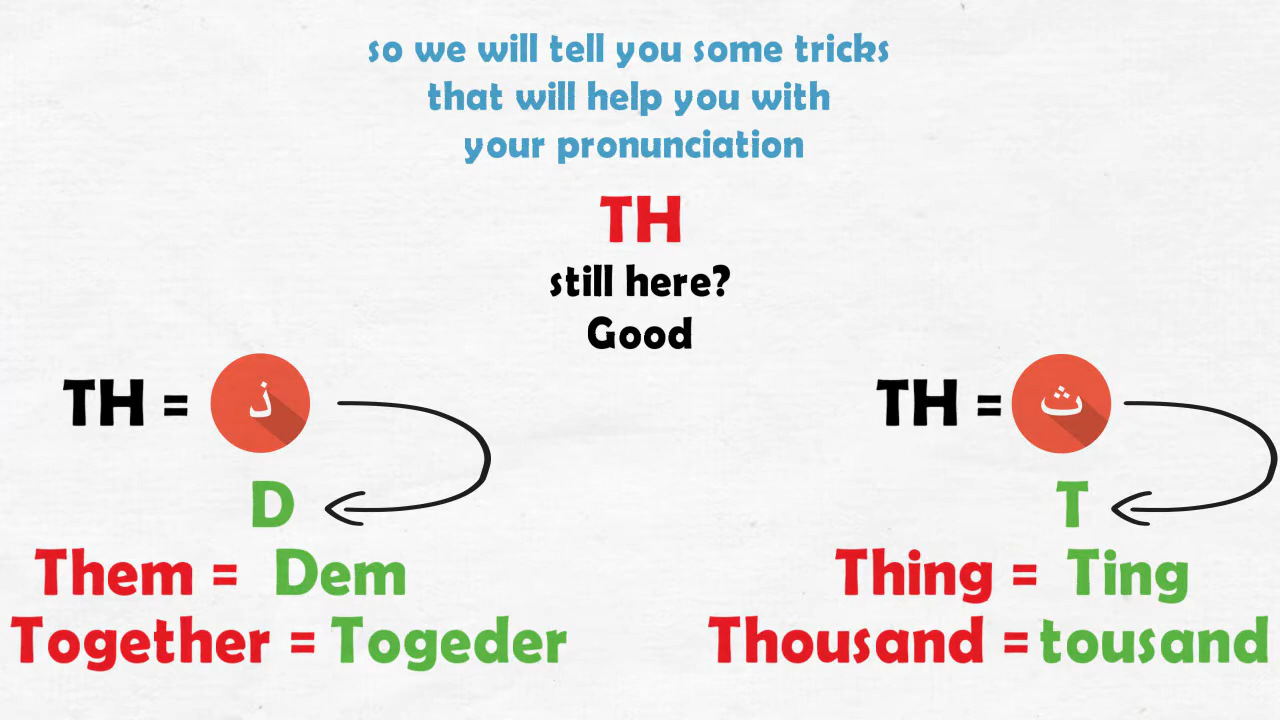 so we will tell you some tricks
that will help you with
your pronunciation
TH
still here?
Good
TH = ذ
D
Them = Dem
Together = Togeder
TH = ث
T
Thing = Ting
Thousand = tousand